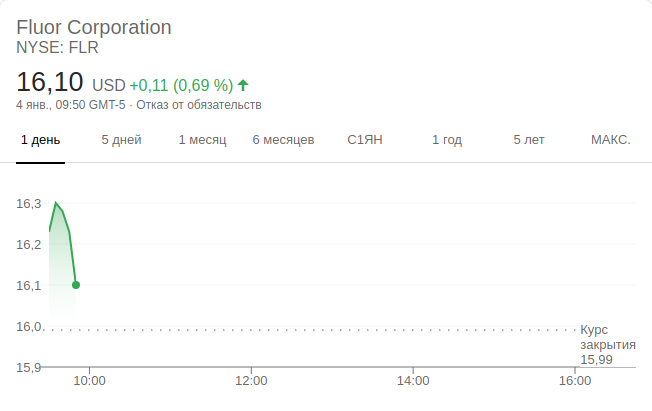 Fluor Corporation
NYSE: FLR
16,10 USD +0,11 (0,69 %)
4 янв., 09:50 GMT-5 · Отказ от обязательств
1 день 5 дней 1 месяц 6 месяцев С1ЯН 1 год 5 лет МАКС.
16,3
16,2
16,1
16,0
Курс
закрытия
15,99
15,9
10:00 12:00 14:00 16:00